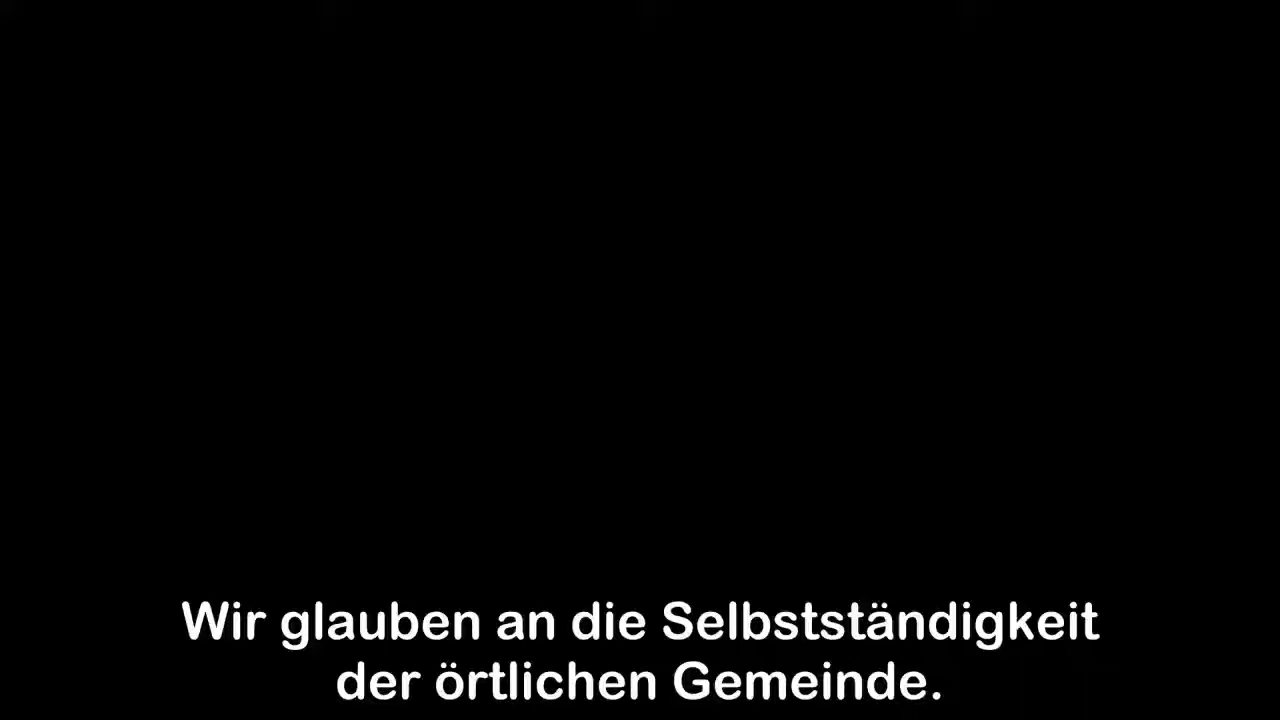 Wir glauben an die Selbstständigkeit
der örtlichen Gemeinde.